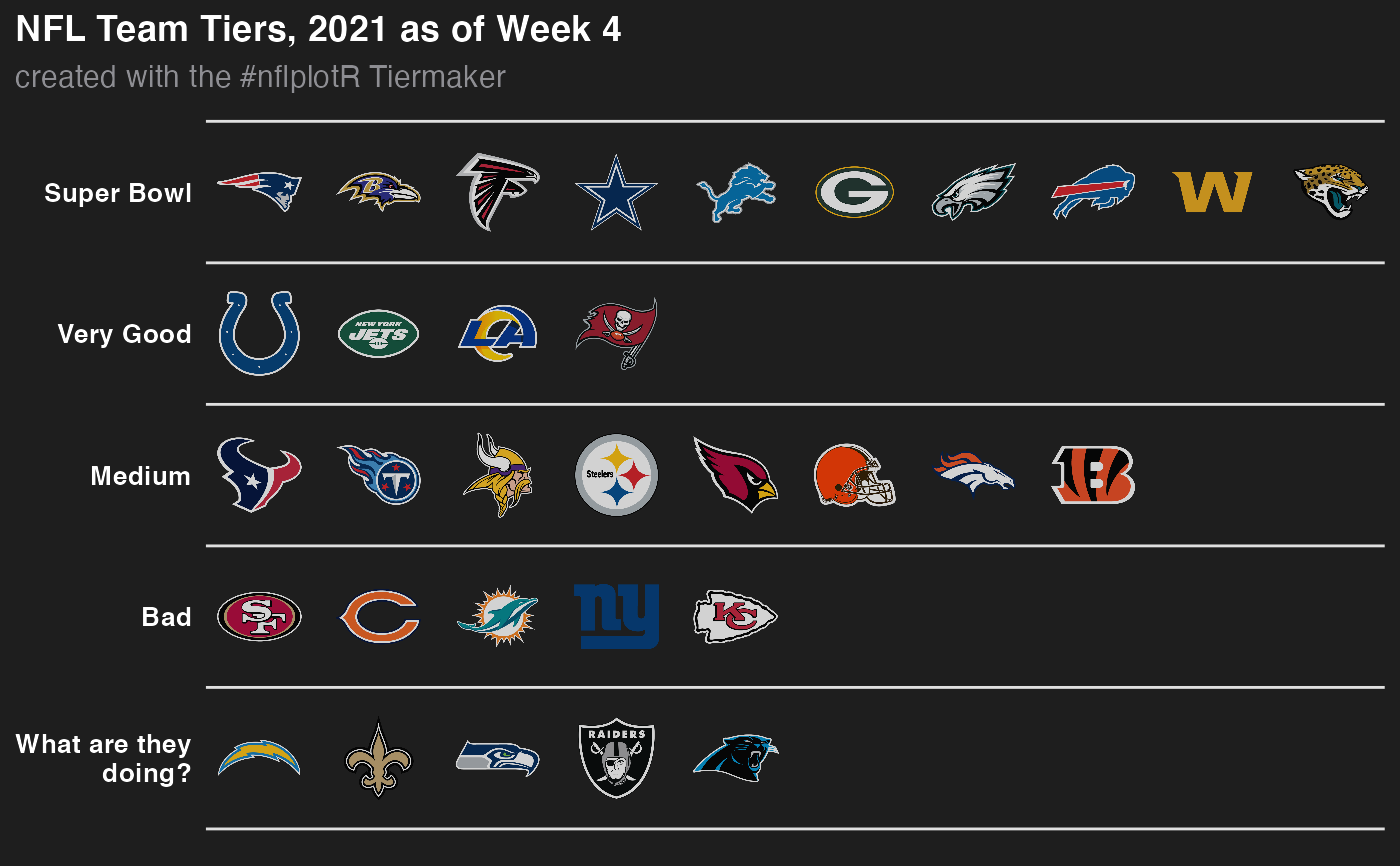 NFL Team Tiers, 2021 as of Week 4
created with the #nflplotR Tiermaker
Super Bowl
B
G
W
Very Good
NEW YORK
JETS
LA
Medium
T
Steelers
B
Bad
SF
C
ny
KC
What are they
doing?
RAIDERS